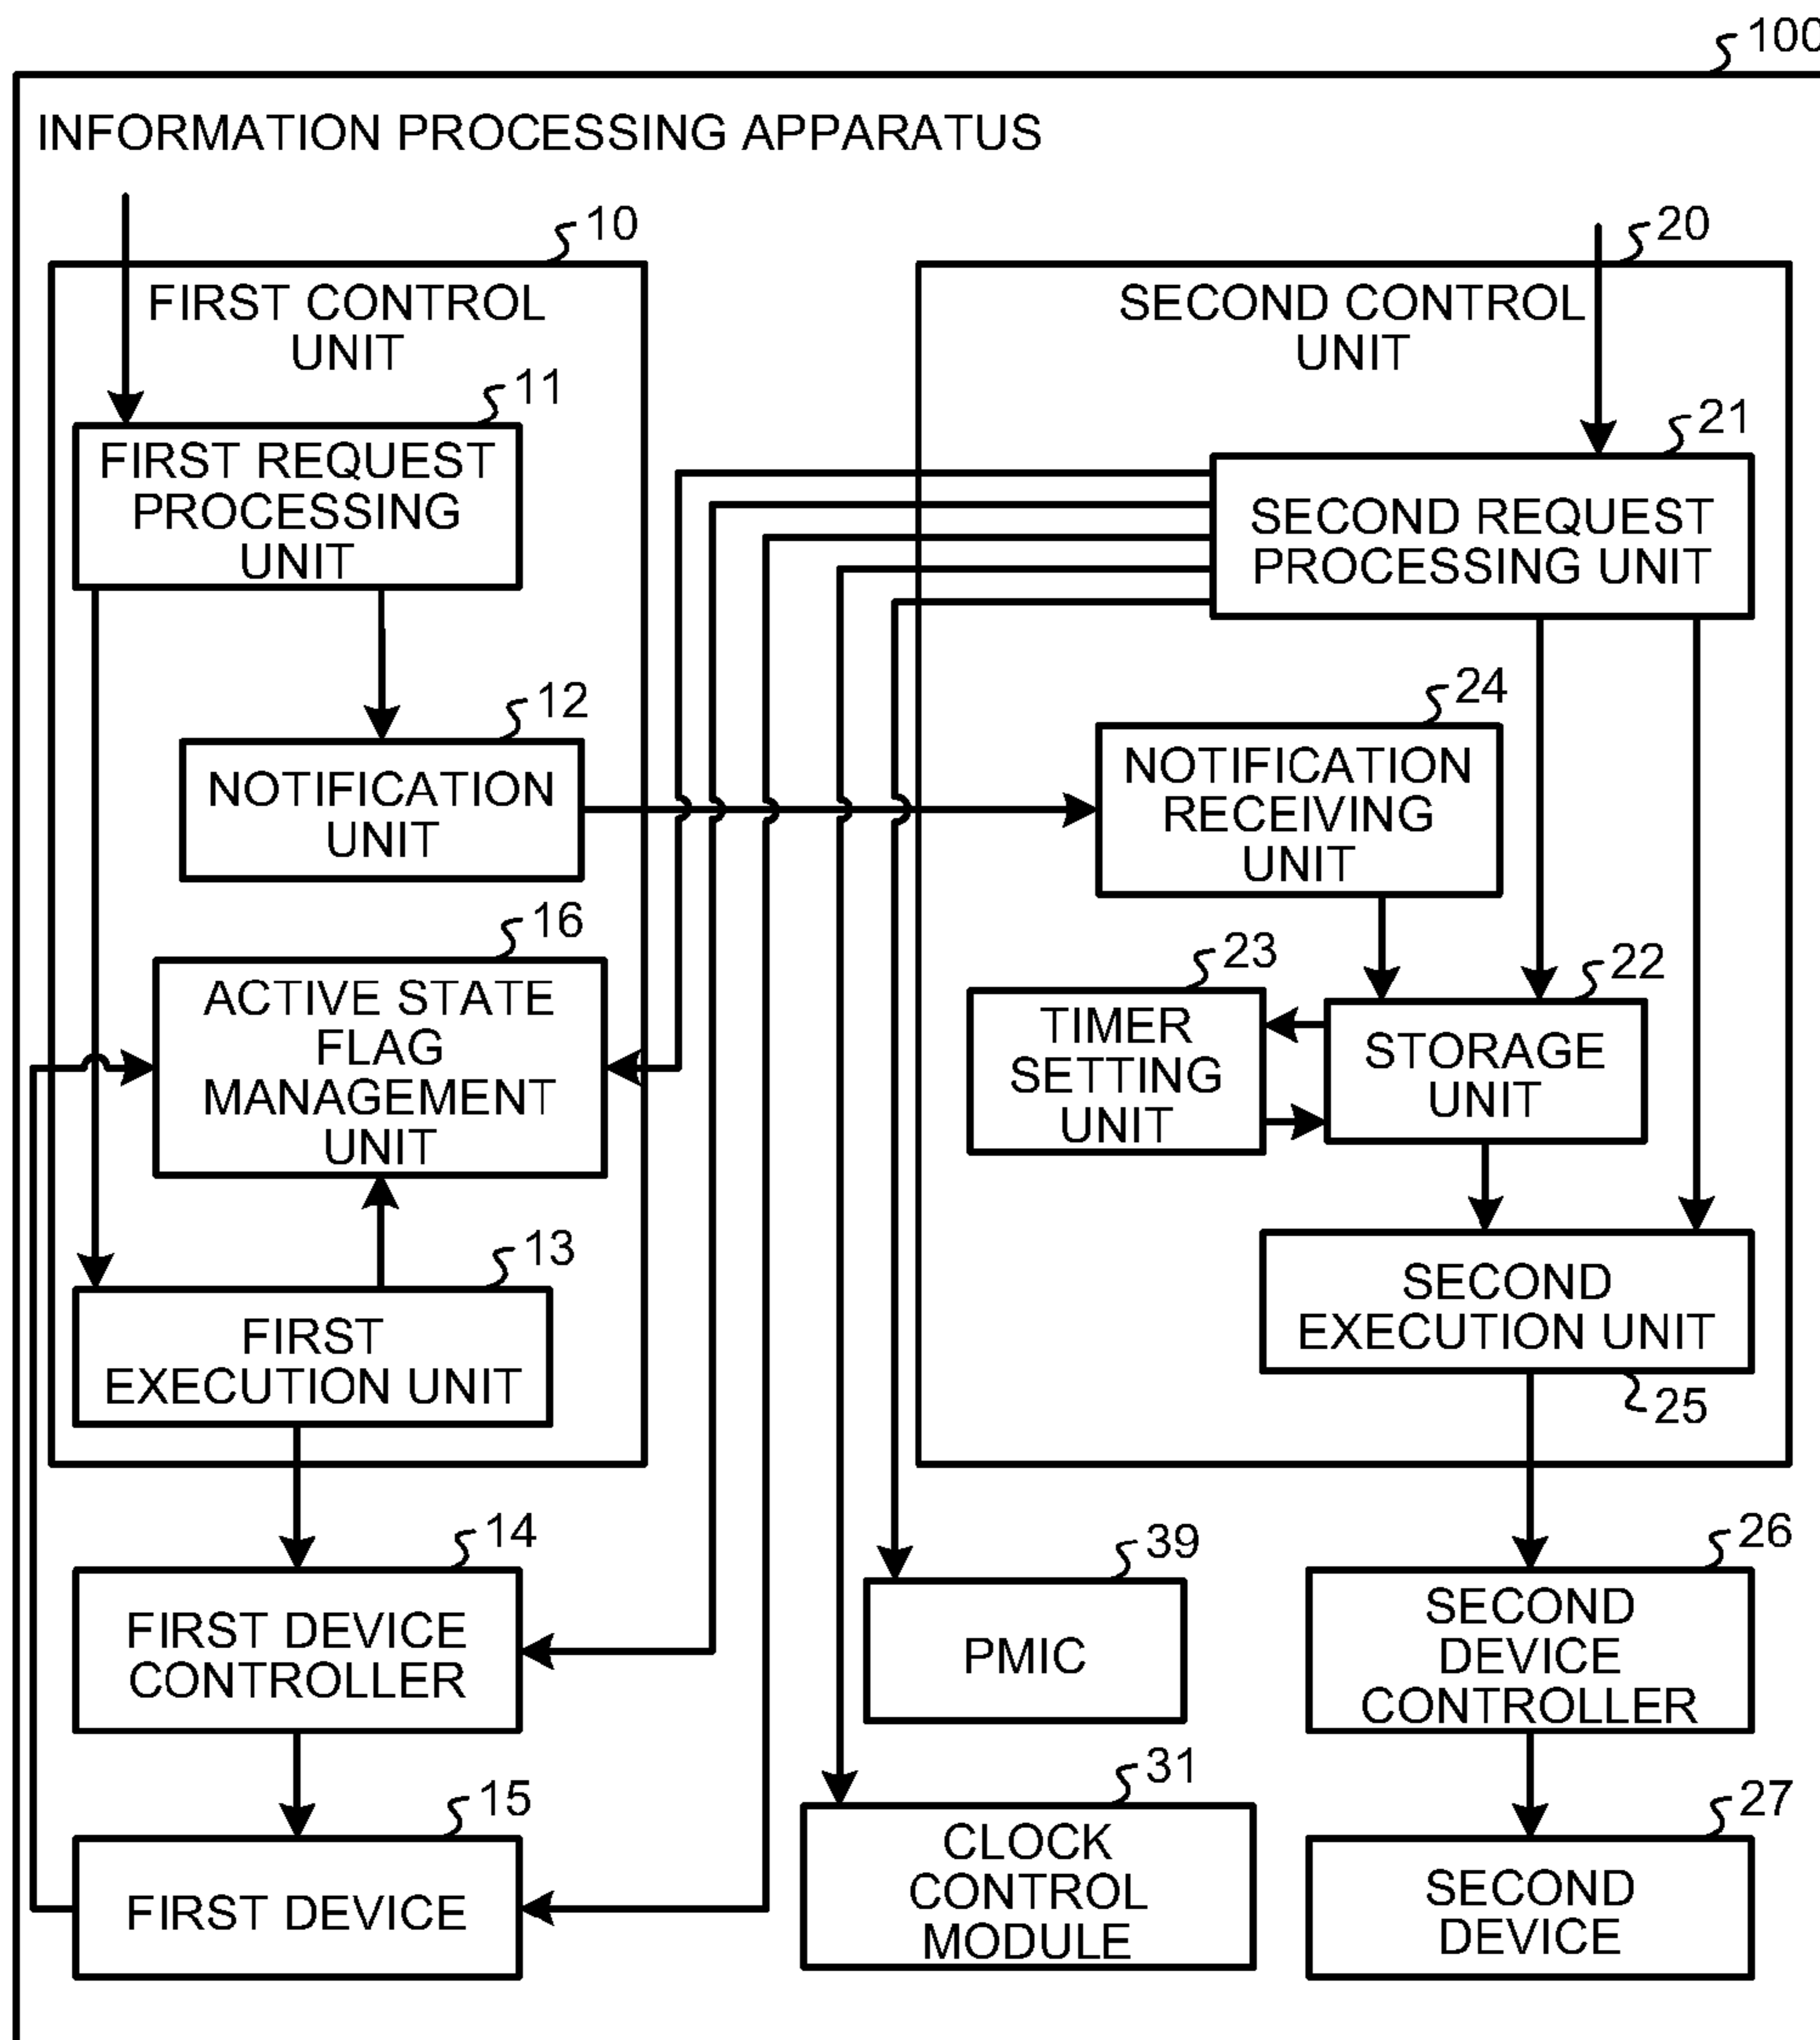 100
INFORMATION PROCESSING APPARATUS
10
FIRST CONTROL
UNIT
11
FIRST REQUEST
PROCESSING
UNIT
12
NOTIFICATION
UNIT
16
ACTIVE STATE
FLAG
MANAGEMENT
UNIT
13
FIRST
EXECUTION UNIT
14
FIRST DEVICE
CONTROLLER
15
FIRST DEVICE
20
SECOND CONTROL
UNIT
21
SECOND REQUEST
PROCESSING UNIT
24
NOTIFICATION
RECEIVING
UNIT
23
TIMER
SETTING
UNIT
22
STORAGE
UNIT
SECOND
EXECUTION UNIT
25
39
PMIC
31
CLOCK
CONTROL
MODULE
26
SECOND
DEVICE
CONTROLLER
27
SECOND
DEVICE